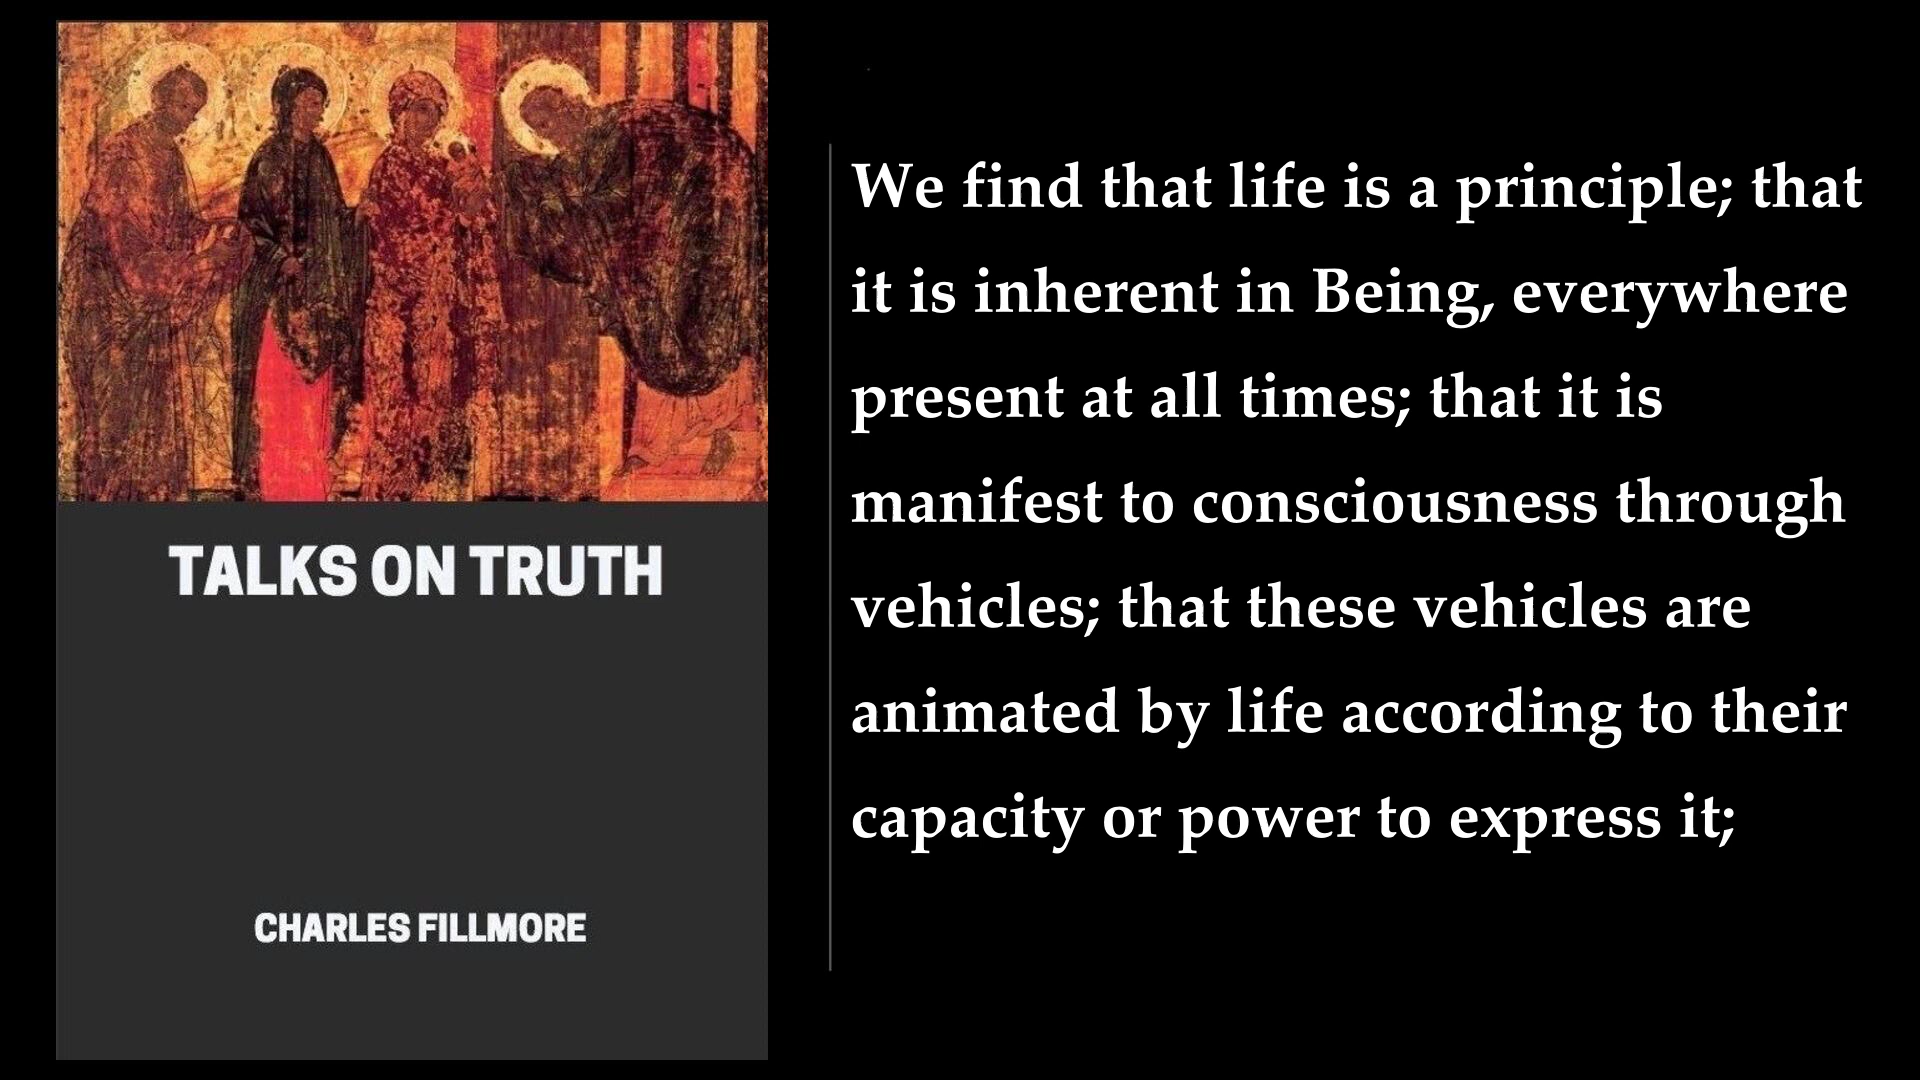 TALKS ON TRUTH
CHARLES FILLMORE
We find that life is a principle; that
it is inherent in Being, everywhere
present at all times; that it is
manifest to consciousness through
vehicles; that these vehicles are
animated by life according to their
capacity or power to express it;